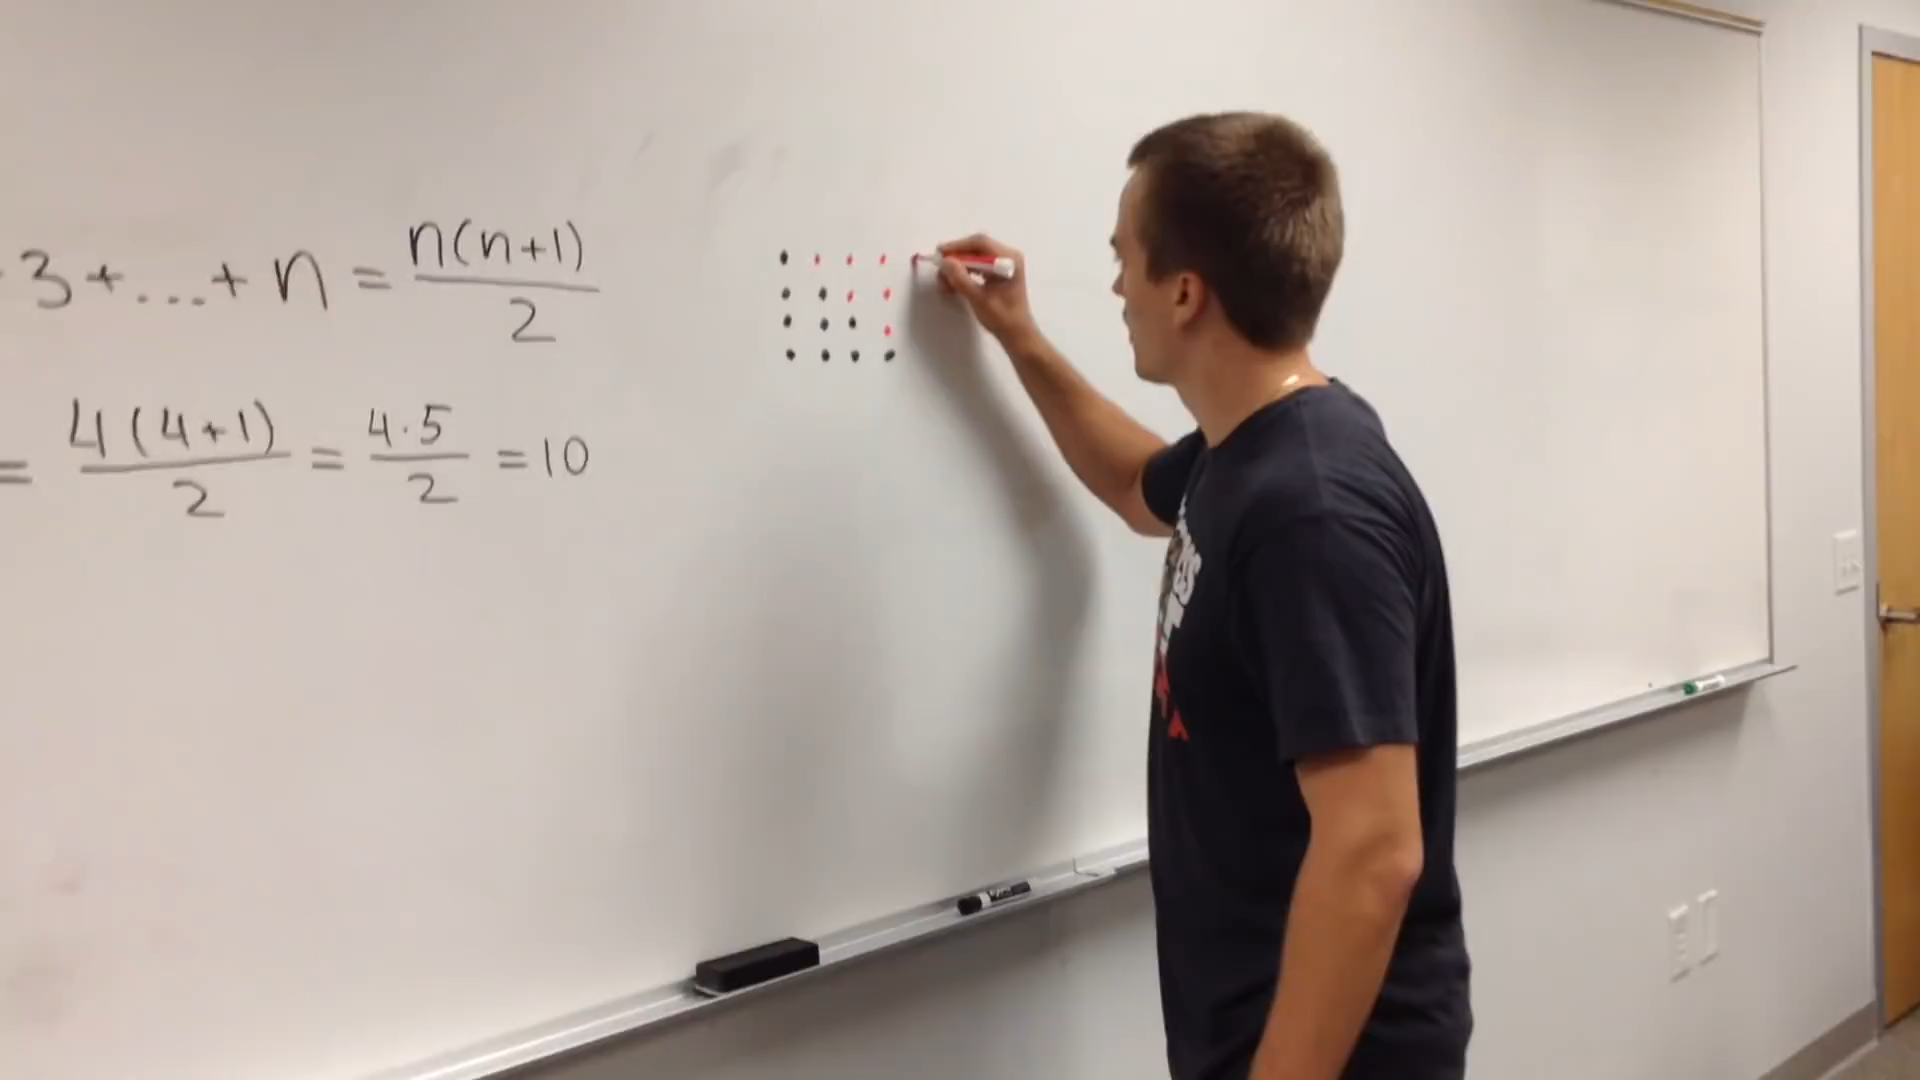 3+...+ n = n(n+1)/2
= 4(4+1)/2 = 4·5/2 = 10